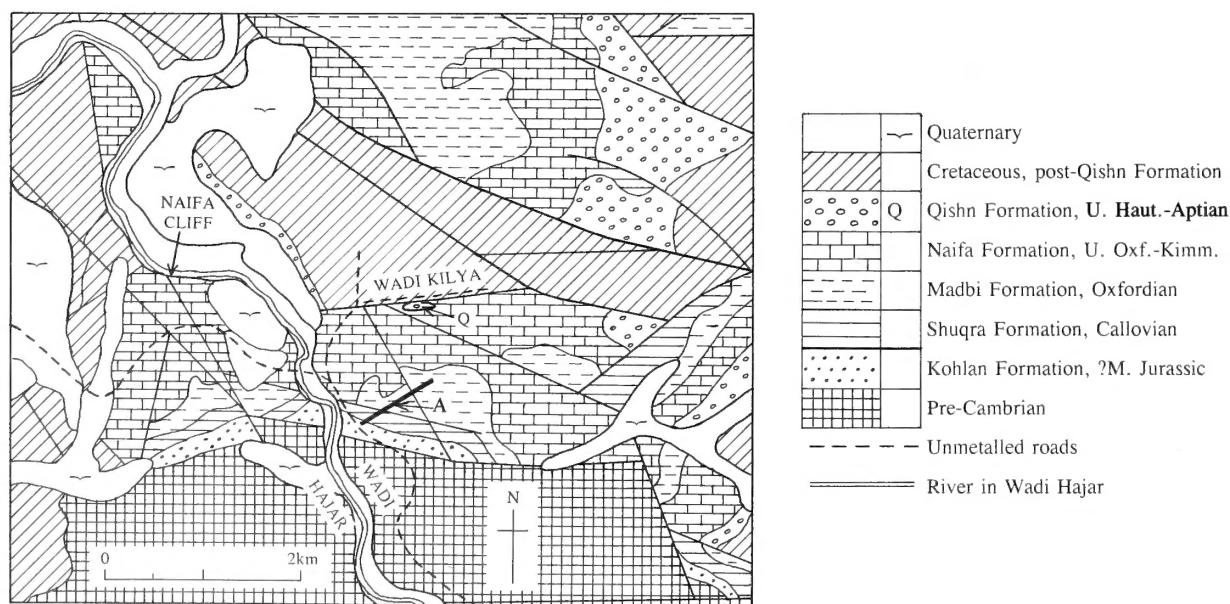 NAIFA
CLIFF
WADI KILYA
Q
A
HAJAR
WADI
N
0
2km
Quaternary
Cretaceous, post-Qishn Formation
Q
Qishn Formation, U. Haut.-Aptian
Naifa Formation, U. Oxf.-Kimm.
Madbi Formation, Oxfordian
Shuqra Formation, Callovian
Kohlan Formation, ?M. Jurassic
Pre-Cambrian
Unmetalled roads
River in Wadi Hajar